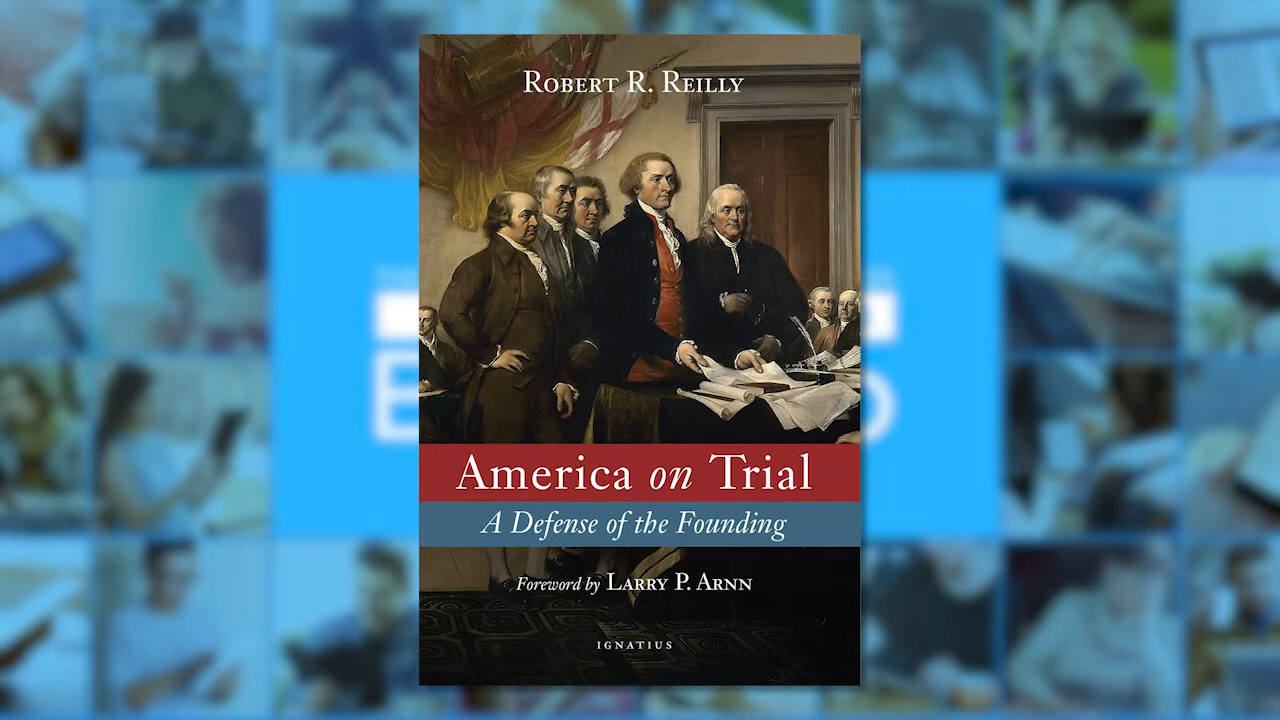 ROBERT R. REILLY
America on Trial
A Defense of the Founding
Foreword by LARRY P. ARNN
IGNATIUS